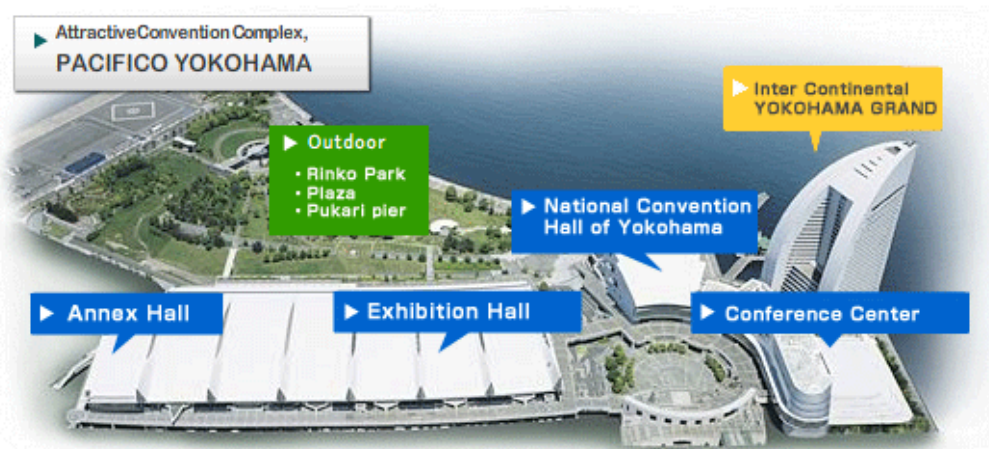 AttractiveConvention Complex,
PACIFICO YOKOHAMA
Inter Continental
YOKOHAMA GRAND
Outdoor
・Rinko Park
・Plaza
・Pukari pier
National Convention
Hall of Yokohama
Annex Hall
Exhibition Hall
Conference Center